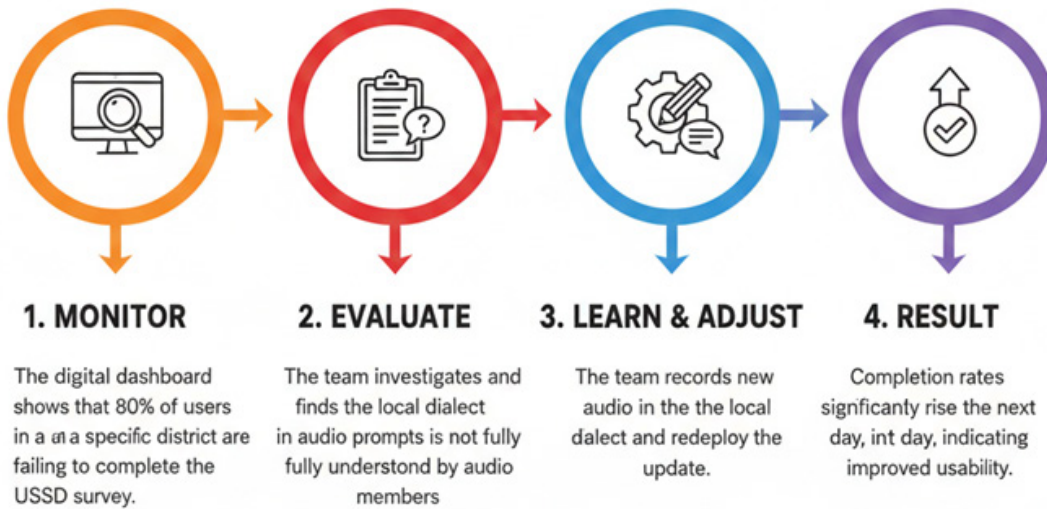 ?
1. MONITOR
The digital dashboard
shows that 80% of users
in a at a specific district are
failing to complete the
USSD survey.
2. EVALUATE
The team investigates and
finds the local dialect
in audio prompts is not fully
fully understand by audio
members
3. LEARN & ADJUST
The team records new
audio in the the local
dalect and redeploy the
update.
4. RESULT
Completion rates
significantly rise the next
day, int day, indicating
improved usability.